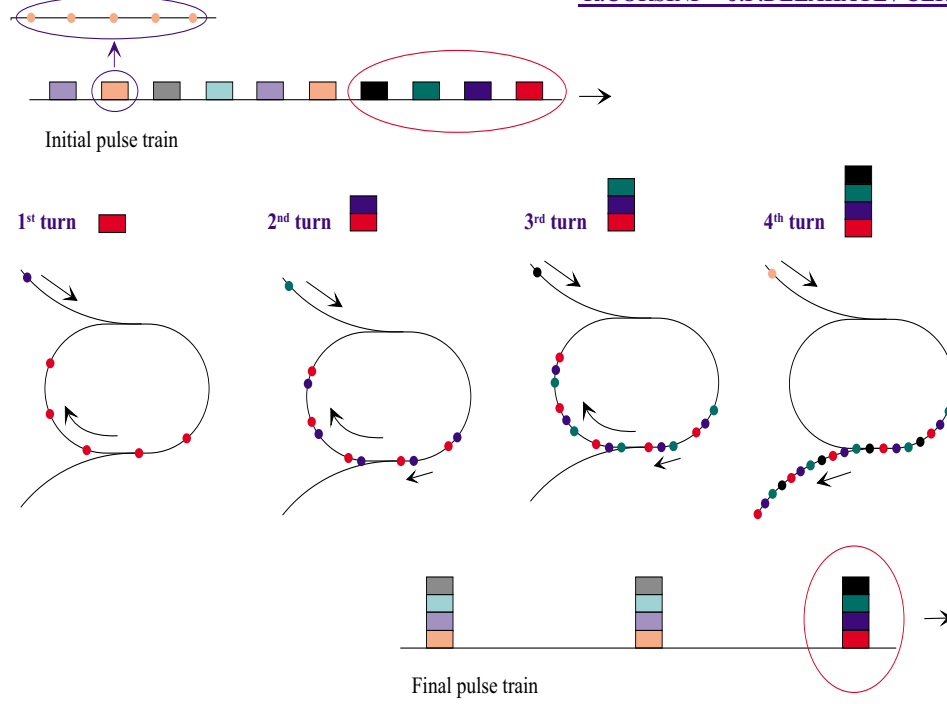 Initial pulse train
1st turn
2nd turn
3rd turn
4th turn
Final pulse train